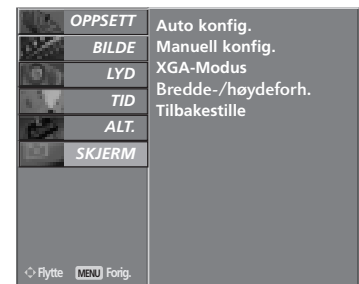 OPPSETT
BILDE
LYD
TID
ALT.
SKJERM
Auto konfig.
Manuell konfig.
XGA-Modus
Bredde-/høydeforh.
Tilbakestille
Flytte MENU Forig.